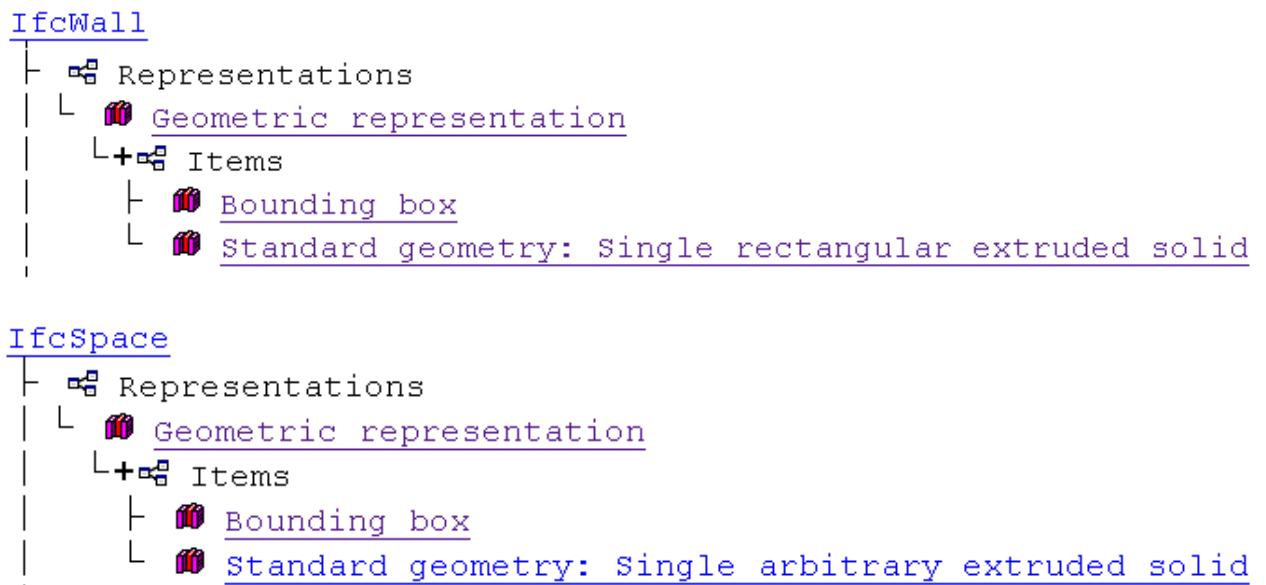 IfcWall
Representations
Geometric representation
Items
Bounding box
Standard geometry: Single rectangular extruded solid
IfcSpace
Representations
Geometric representation
Items
Bounding box
Standard geometry: Single arbitrary extruded solid